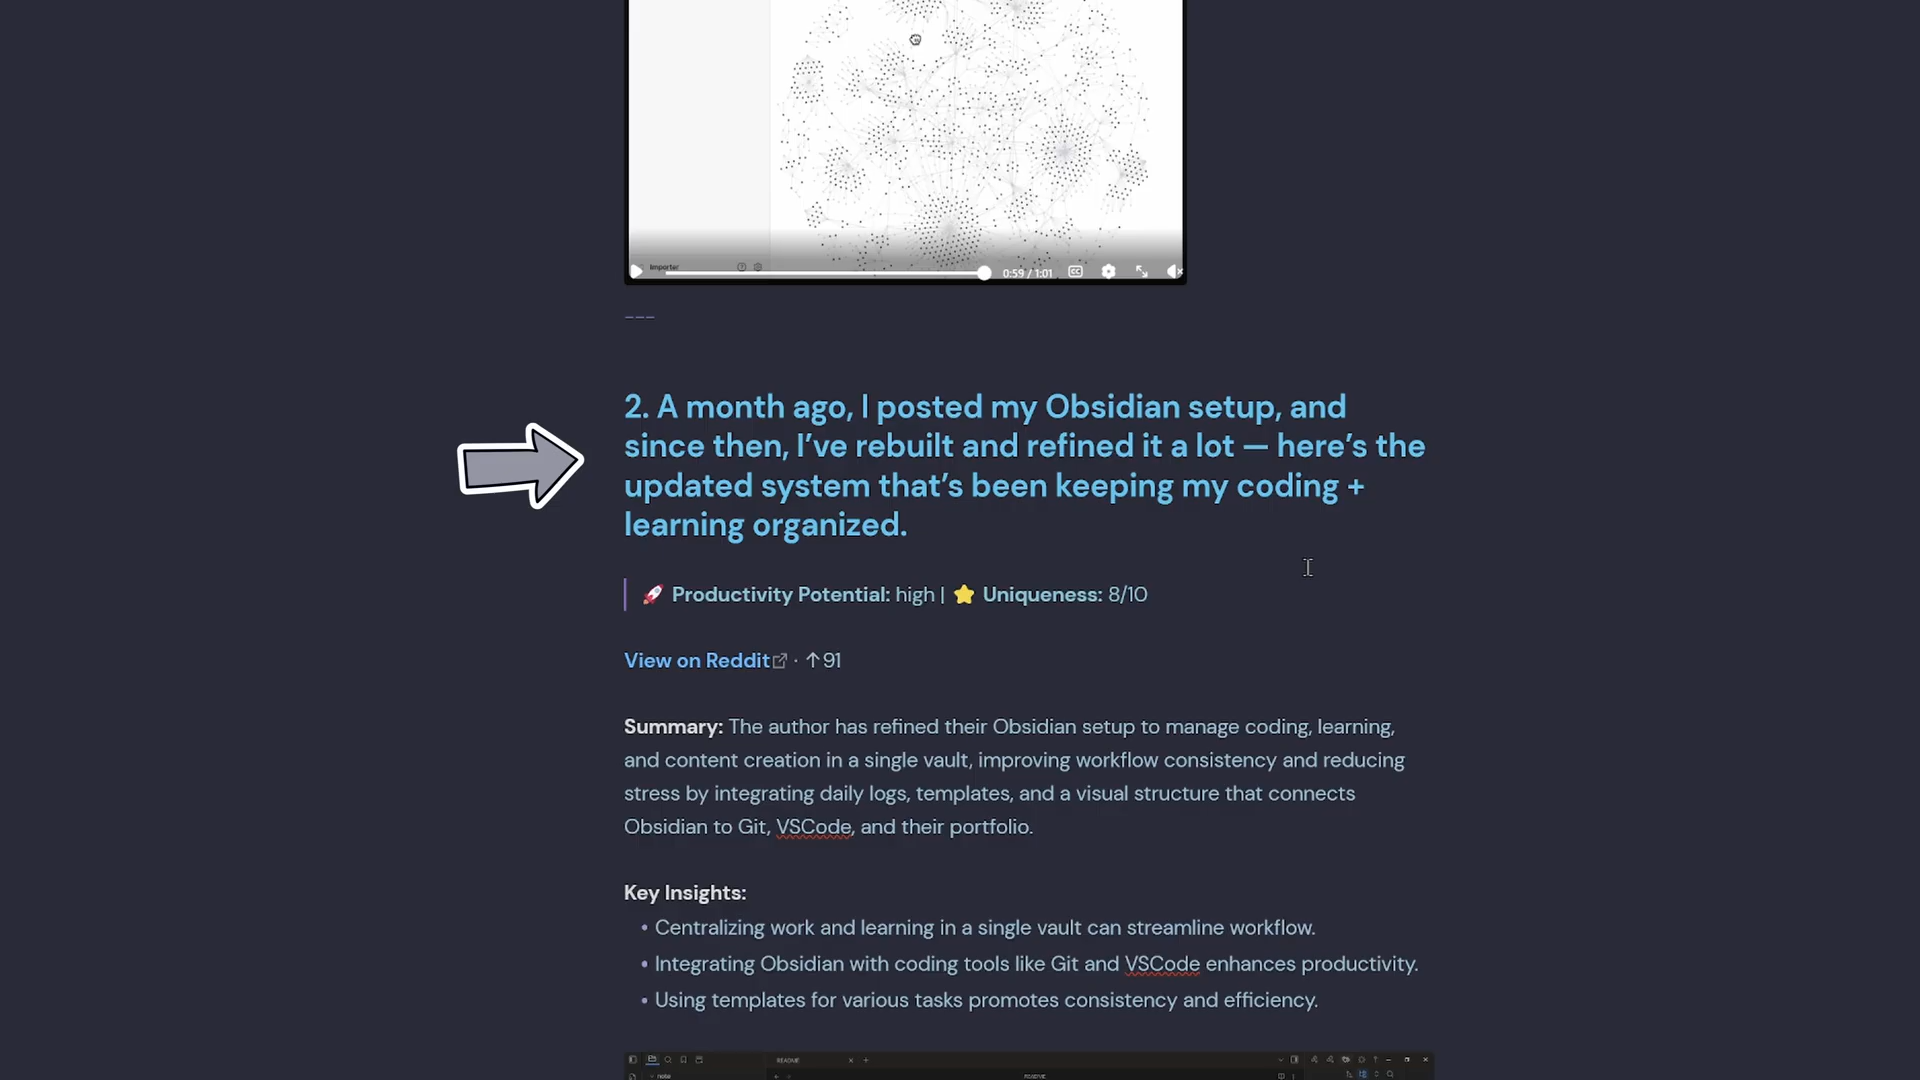 Importer
0:59 / 1:01
CC
---
2. A month ago, I posted my Obsidian setup, and
since then, I’ve rebuilt and refined it a lot — here’s the
updated system that’s been keeping my coding +
learning organized.
🚀 Productivity Potential: high | ⭐ Uniqueness: 8/10
View on Reddit · ↑91
Summary: The author has refined their Obsidian setup to manage coding, learning,
and content creation in a single vault, improving workflow consistency and reducing
stress by integrating daily logs, templates, and a visual structure that connects
Obsidian to Git, VSCode, and their portfolio.
Key Insights:
• Centralizing work and learning in a single vault can streamline workflow.
• Integrating Obsidian with coding tools like Git and VSCode enhances productivity.
• Using templates for various tasks promotes consistency and efficiency.
README
note
README